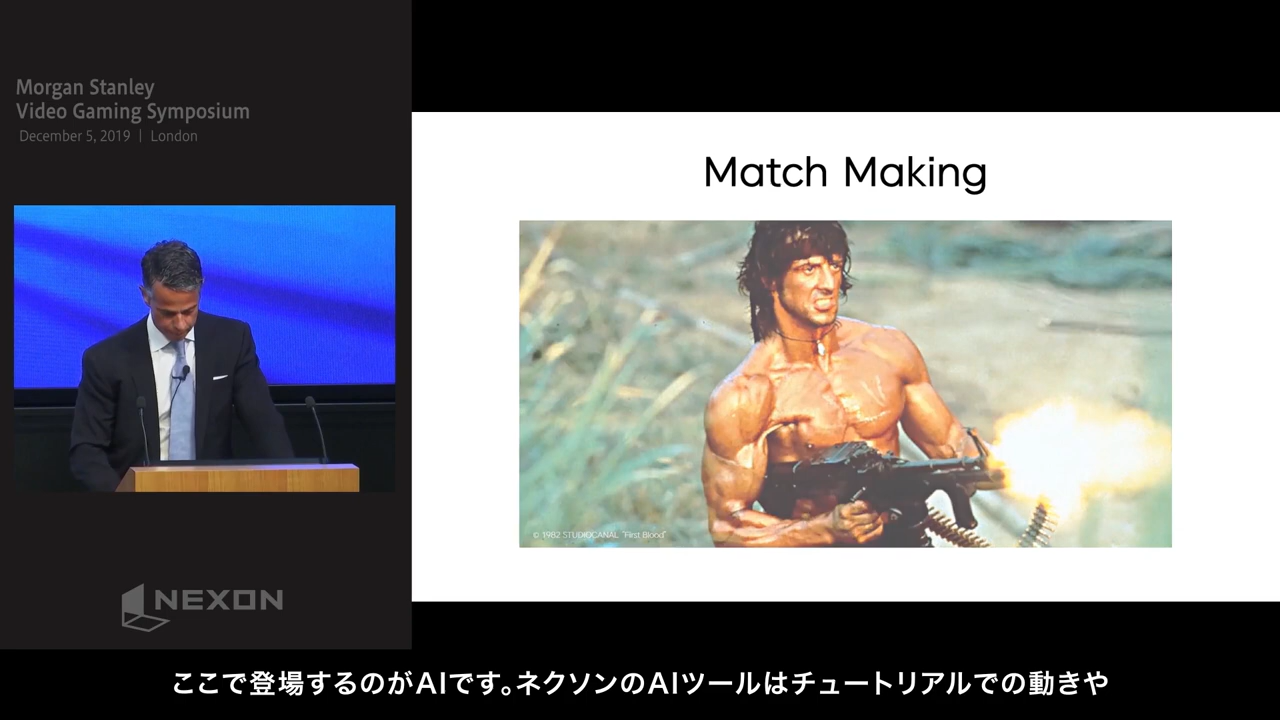 Morgan Stanley
Video Gaming Symposium
December 5, 2019 | London
Match Making
© 1982 STUDIOCANAL "First Blood"
NEXON
ここで登場するのがAIです。ネクソンのAIツールはチュートリアルでの動きや